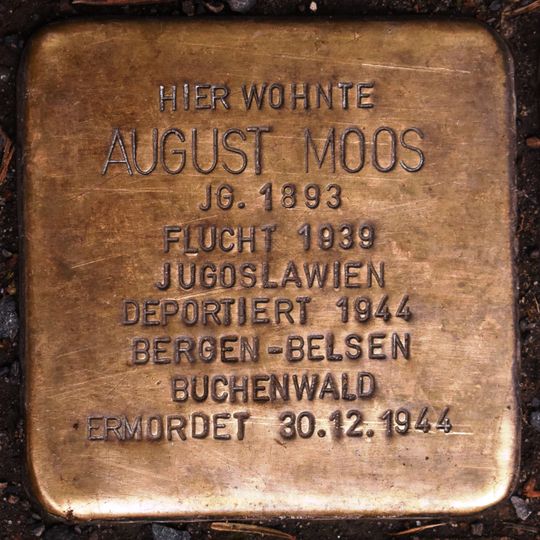 HIER WOHNTE
AUGUST MOOS
JG. 1893
FLUCHT 1939
JUGOSLAWIEN
DEPORTIERT 1944
BERGEN-BELSEN
BUCHENWALD
ERMORDET 30.12.1944